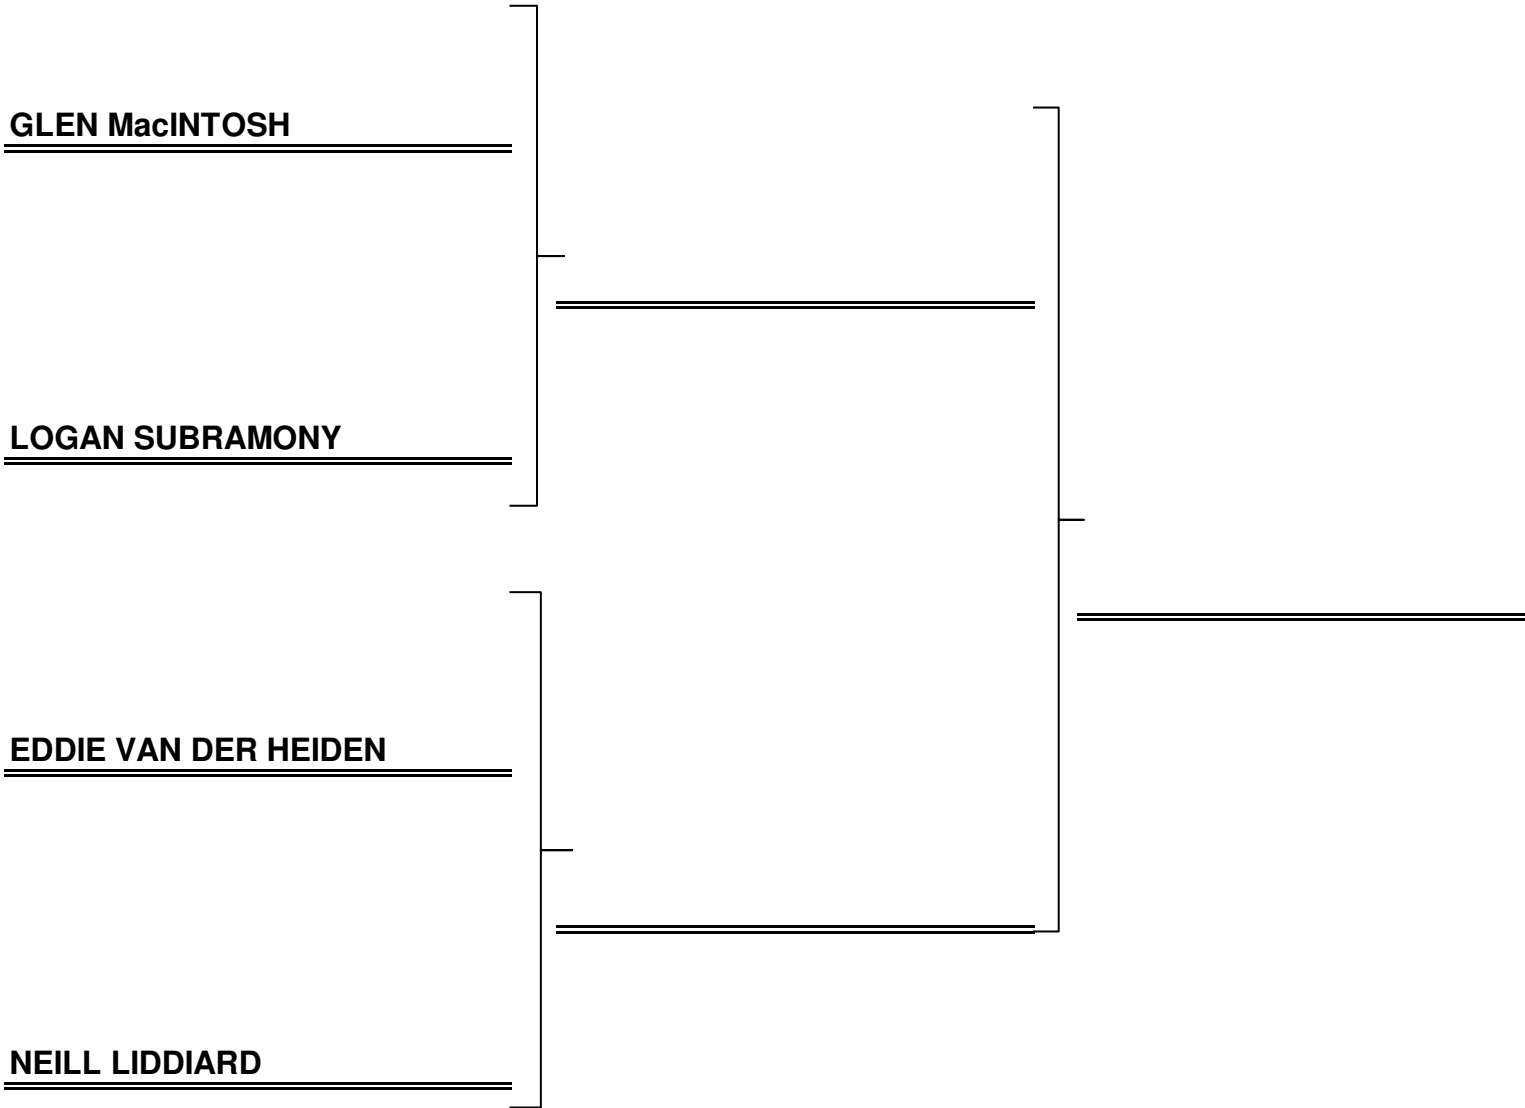 GLEN MacINTOSH
LOGAN SUBRAMONY
EDDIE VAN DER HEIDEN
NEILL LIDDIARD